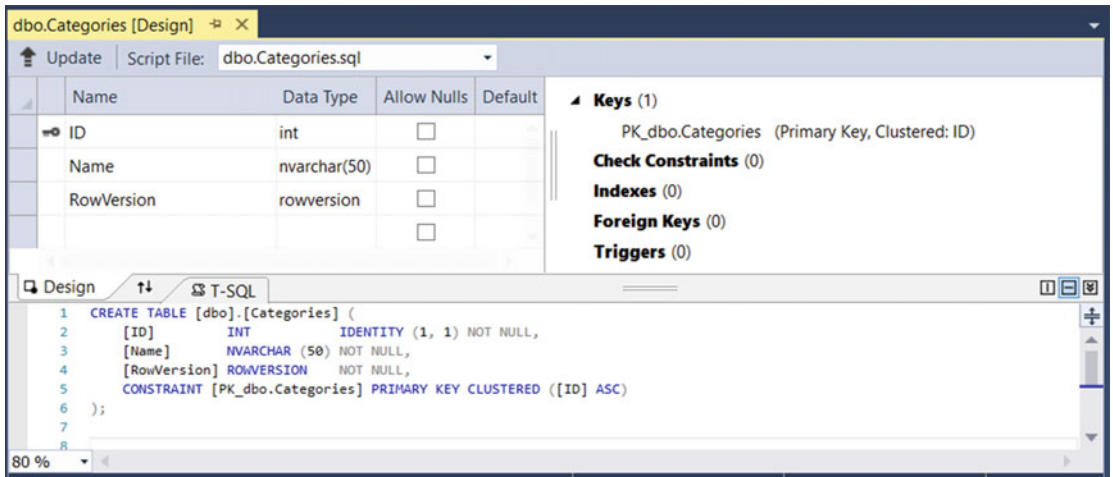 dbo.Categories [Design]
Update Script File: dbo.Categories.sql
Name Data Type Allow Nulls Default
ID int
Name nvarchar(50)
RowVersion rowversion
Keys (1)
PK_dbo.Categories (Primary Key, Clustered: ID)
Check Constraints (0)
Indexes (0)
Foreign Keys (0)
Triggers (0)
Design T-SQL
1 CREATE TABLE [dbo].[Categories] (
2 [ID] INT IDENTITY (1, 1) NOT NULL,
3 [Name] NVARCHAR (50) NOT NULL,
4 [RowVersion] ROWVERSION NOT NULL,
5 CONSTRAINT [PK_dbo.Categories] PRIMARY KEY CLUSTERED ([ID] ASC)
6 );
7
8
80 %